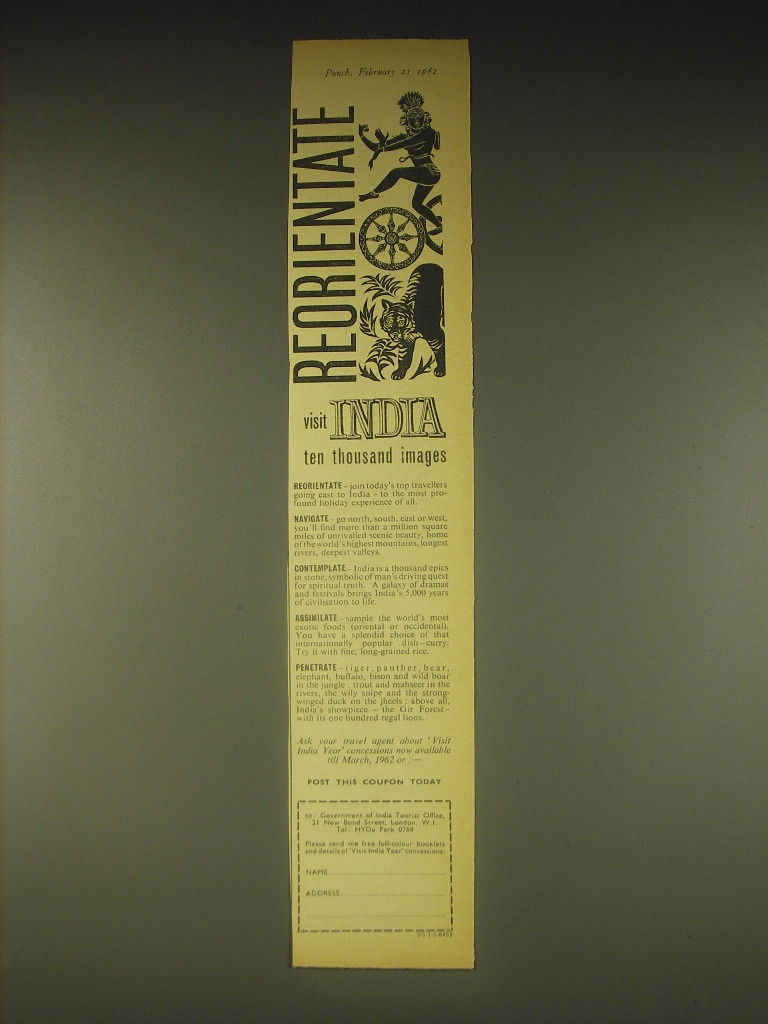 Punch, February 21 1962
REORIENTATE
visit INDIA
ten thousand images
REORIENTATE – join today's top travellers
going east to India – to the most pro-
found holiday experience of all.
NAVIGATE – go north, south, east or west,
you'll find more than a million square
miles of unrivalled scenic beauty, home
of the world's highest mountains, longest
rivers, deepest valleys.
CONTEMPLATE – India is a thousand epics
in stone, symbolic of man's driving quest
for spiritual truth. A galaxy of dramas
and festivals brings India's 5,000 years
of civilisation to life.
ASSIMILATE – sample the world's most
exotic foods (oriental or occidental).
You have a splendid choice of that
internationally popular dish – curry.
Try it with fine, long-grained rice.
PENETRATE – tiger, panther, bear,
elephant, buffalo, bison and wild boar
in the jungle : trout and mahseer in the
rivers, the wily snipe and the strong-
winged duck on the jheels : above all,
India's showpiece – the Gir Forest –
with its one hundred regal lions.
Ask your travel agent about 'Visit
India Year' concessions now available
till March, 1962 or :—
POST THIS COUPON TODAY
to: Government of India Tourist Office,
21 New Bond Street, London, W.1.
Tel: HYDe Park 0769
Please send me free full-colour booklets
and details of 'Visit India Year' concessions.
NAME
ADDRESS